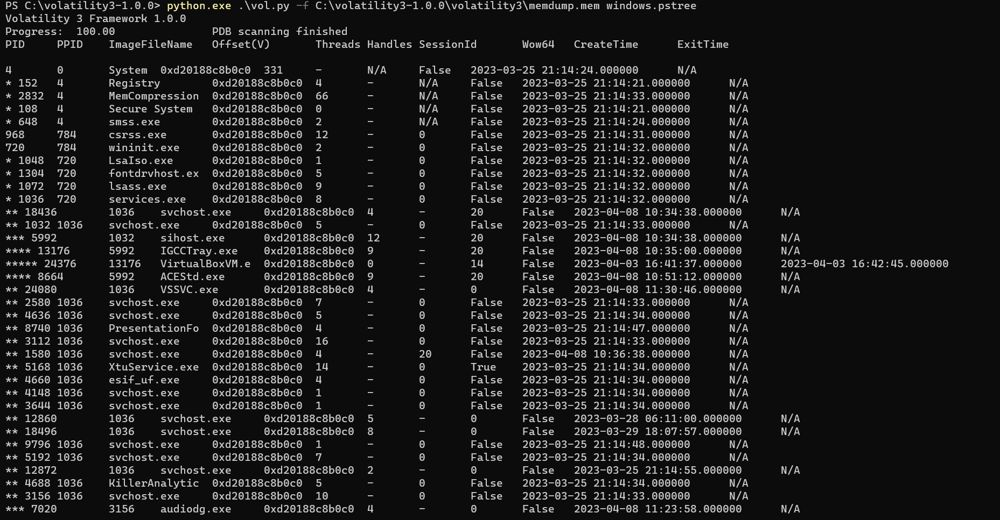 PS C:\volatility3-1.0.0> python.exe .\vol.py -f C:\volatility3-1.0.0\volatility3\memdump.mem windows.pstree
Volatility 3 Framework 1.0.0
Progress:  100.00               PDB scanning finished
PID     PPID    ImageFileName   Offset(V)       Threads Handles SessionId       Wow64   CreateTime      ExitTime
4       0       System  0xd20188c8b0c0  331     -       N/A     False   2023-03-25 21:14:24.000000      N/A
* 152   4       Registry        0xd20188c8b0c0  4       -       N/A     False   2023-03-25 21:14:21.000000      N/A
* 2832  4       MemCompression  0xd20188c8b0c0  66      -       N/A     False   2023-03-25 21:14:33.000000      N/A
* 108   4       Secure System   0xd20188c8b0c0  0       -       N/A     False   2023-03-25 21:14:21.000000      N/A
* 648   4       smss.exe        0xd20188c8b0c0  2       -       N/A     False   2023-03-25 21:14:24.000000      N/A
968     784     csrss.exe       0xd20188c8b0c0  12      -       0       False   2023-03-25 21:14:31.000000      N/A
720     784     wininit.exe     0xd20188c8b0c0  2       -       0       False   2023-03-25 21:14:32.000000      N/A
* 1048  720     LsaIso.exe      0xd20188c8b0c0  1       -       0       False   2023-03-25 21:14:32.000000      N/A
* 1304  720     fontdrvhost.ex  0xd20188c8b0c0  5       -       0       False   2023-03-25 21:14:32.000000      N/A
* 1072  720     lsass.exe       0xd20188c8b0c0  9       -       0       False   2023-03-25 21:14:32.000000      N/A
* 1036  720     services.exe    0xd20188c8b0c0  8       -       0       False   2023-03-25 21:14:32.000000      N/A
** 18436        1036    svchost.exe     0xd20188c8b0c0  4       -       20      False   2023-04-08 10:34:38.000000      N/A
** 1032 1036    svchost.exe     0xd20188c8b0c0  5       -       0       False   2023-03-25 21:14:33.000000      N/A
*** 5992        1032    sihost.exe      0xd20188c8b0c0  12      -       20      False   2023-04-08 10:34:38.000000      N/A
**** 13176      5992    IGCCTray.exe    0xd20188c8b0c0  9       -       20      False   2023-04-08 10:35:00.000000      N/A
***** 24376     13176   VirtualBoxVM.e  0xd20188c8b0c0  0       -       14      False   2023-04-03 16:41:37.000000      2023-04-03 16:42:45.000000
**** 8664       5992    ACEStd.exe      0xd20188c8b0c0  9       -       20      False   2023-04-08 10:51:12.000000      N/A
** 24080        1036    VSSVC.exe       0xd20188c8b0c0  4       -       0       False   2023-04-08 11:30:46.000000      N/A
** 2580 1036    svchost.exe     0xd20188c8b0c0  7       -       0       False   2023-03-25 21:14:33.000000      N/A
** 4636 1036    svchost.exe     0xd20188c8b0c0  5       -       0       False   2023-03-25 21:14:34.000000      N/A
** 8740 1036    PresentationFo  0xd20188c8b0c0  4       -       0       False   2023-03-25 21:14:47.000000      N/A
** 3112 1036    svchost.exe     0xd20188c8b0c0  16      -       0       False   2023-03-25 21:14:33.000000      N/A
** 1580 1036    svchost.exe     0xd20188c8b0c0  4       -       20      False   2023-04-08 10:36:38.000000      N/A
** 5168 1036    XtuService.exe  0xd20188c8b0c0  14      -       0       True    2023-03-25 21:14:34.000000      N/A
** 4660 1036    esif_uf.exe     0xd20188c8b0c0  4       -       0       False   2023-03-25 21:14:34.000000      N/A
** 4148 1036    svchost.exe     0xd20188c8b0c0  1       -       0       False   2023-03-25 21:14:34.000000      N/A
** 3644 1036    svchost.exe     0xd20188c8b0c0  1       -       0       False   2023-03-25 21:14:34.000000      N/A
** 12860        1036    svchost.exe     0xd20188c8b0c0  5       -       0       False   2023-03-28 06:11:00.000000      N/A
** 18496        1036    svchost.exe     0xd20188c8b0c0  8       -       0       False   2023-03-29 18:07:57.000000      N/A
** 9796 1036    svchost.exe     0xd20188c8b0c0  1       -       0       False   2023-03-25 21:14:48.000000      N/A
** 5192 1036    svchost.exe     0xd20188c8b0c0  7       -       0       False   2023-03-25 21:14:34.000000      N/A
** 12872        1036    svchost.exe     0xd20188c8b0c0  2       -       0       False   2023-03-25 21:14:55.000000      N/A
** 4688 1036    KillerAnalytic  0xd20188c8b0c0  5       -       0       False   2023-03-25 21:14:34.000000      N/A
** 3156 1036    svchost.exe     0xd20188c8b0c0  10      -       0       False   2023-03-25 21:14:33.000000      N/A
*** 7020        3156    audiodg.exe     0xd20188c8b0c0  4       -       0       False   2023-04-08 11:23:58.000000      N/A